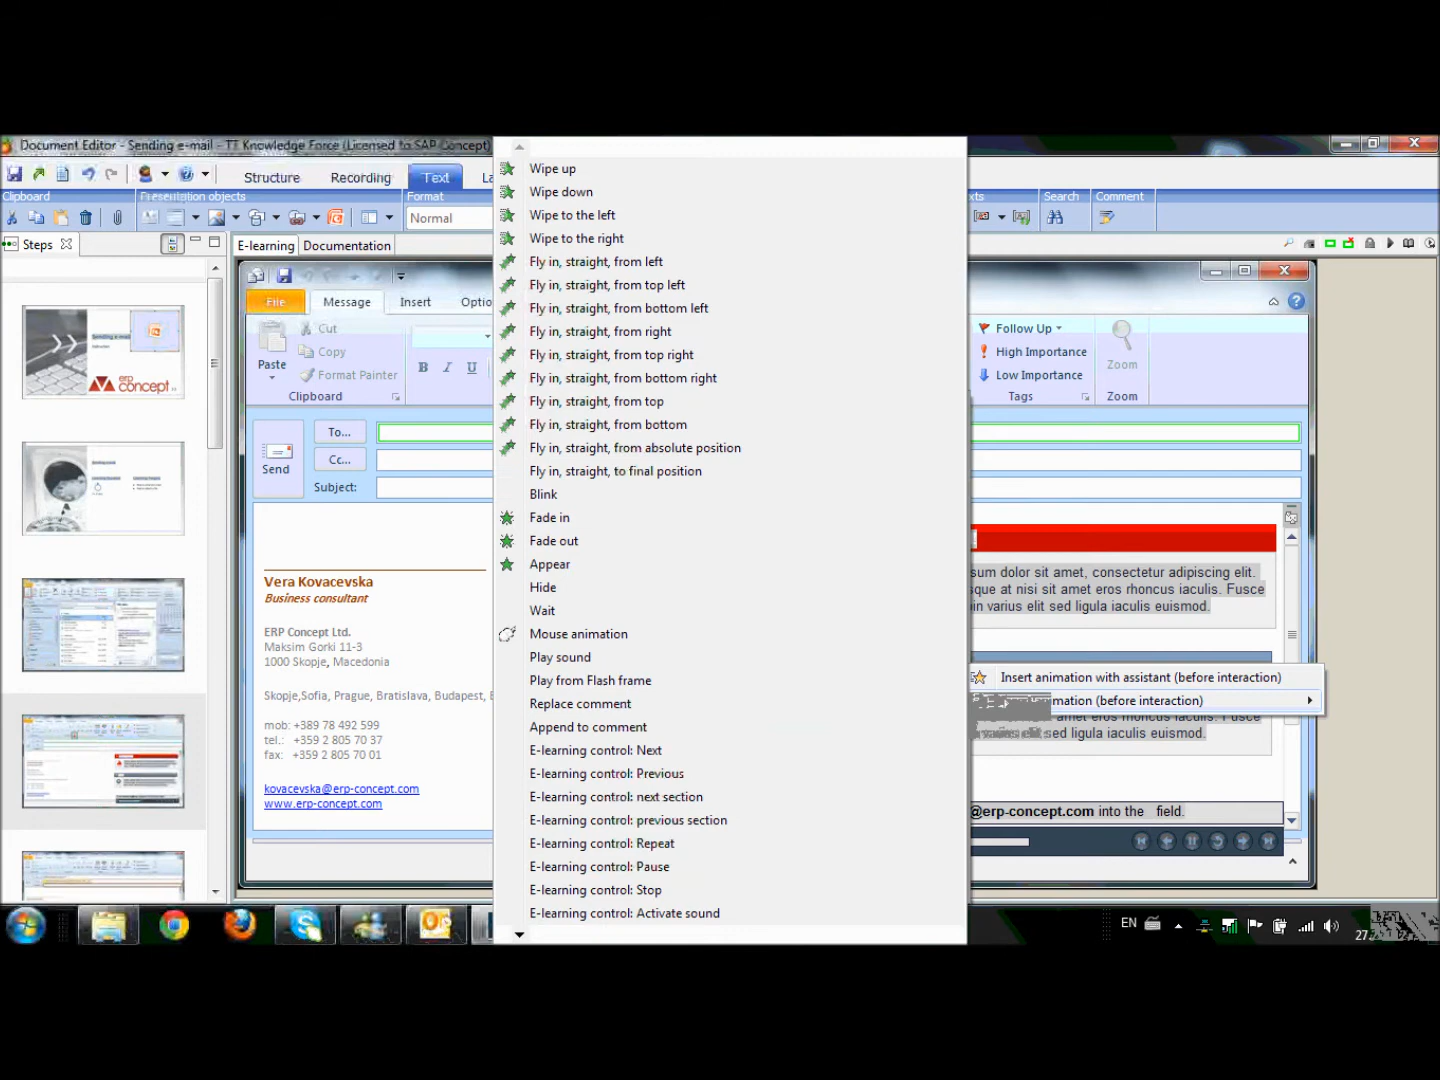 Document Editor - Sending e-mail - TT Knowledge Force (Licensed to SAP Concept)
Structure
Recording
Text
Clipboard
Presentation objects
Format
Search
Comment
Normal
Steps
E-learning
Documentation
File
Message
Insert
Cut
Copy
Paste
Format Painter
B I U
Clipboard
Follow Up
High Importance
Low Importance
Tags
Zoom
Zoom
To...
Cc...
Send
Subject:
Vera Kovacevska
Business consultant
ERP Concept Ltd.
Maksim Gorki 11-3
1000 Skopje, Macedonia
Skopje,Sofia, Prague, Bratislava, Budapest,
mob: +389 78 492 599
tel.: +359 2 805 70 37
fax: +359 2 805 70 01
kovacevska@erp-concept.com
www.erp-concept.com
Wipe up
Wipe down
Wipe to the left
Wipe to the right
Fly in, straight, from left
Fly in, straight, from top left
Fly in, straight, from bottom left
Fly in, straight, from right
Fly in, straight, from top right
Fly in, straight, from bottom right
Fly in, straight, from top
Fly in, straight, from bottom
Fly in, straight, from absolute position
Fly in, straight, to final position
Blink
Fade in
Fade out
Appear
Hide
Wait
Mouse animation
Play sound
Play from Flash frame
Replace comment
Append to comment
E-learning control: Next
E-learning control: Previous
E-learning control: next section
E-learning control: previous section
E-learning control: Repeat
E-learning control: Pause
E-learning control: Stop
E-learning control: Activate sound
sum dolor sit amet, consectetur adipiscing elit.
sque at nisi sit amet eros rhoncus iaculis. Fusce
in varius elit sed ligula iaculis euismod.
Insert animation with assistant (before interaction)
mation (before interaction)
amet eros rhoncus iaculis. Fusce
sed ligula iaculis euismod.
@erp-concept.com into the field.
erp concept
EN